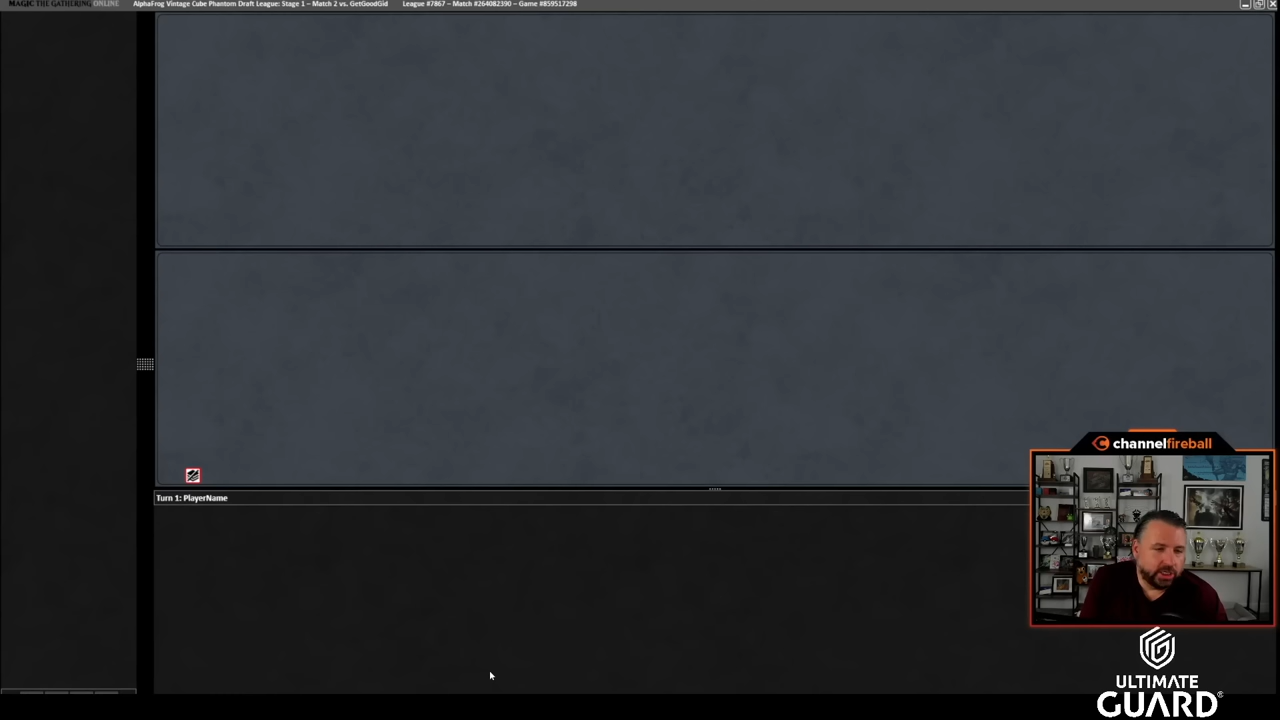 MAGIC THE GATHERING ONLINE
AlphaFrog Vintage Cube Phantom Draft League: Stage 1 – Match 2 vs. GetGoodGid
League #7867 – Match #264082390 – Game #859517298
Turn 1: PlayerName
channelfireball
ULTIMATE
GUARD®